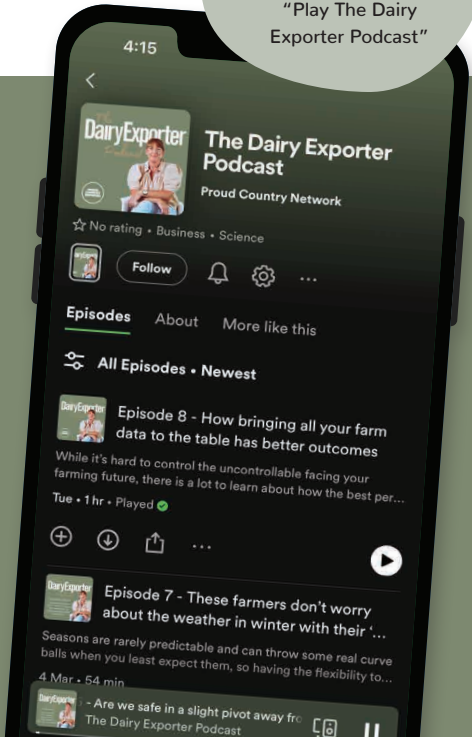 “Play The Dairy
Exporter Podcast”
4:15
The
DairyExporter
Podcast
The Dairy Exporter
Podcast
Proud Country Network
No rating • Business • Science
Follow
Episodes About More like this
All Episodes • Newest
DairyExporter
Episode 8 - How bringing all your farm
data to the table has better outcomes
While it’s hard to control the uncontrollable facing your
farming future, there is a lot to learn about how the best per...
Tue • 1 hr • Played
DairyExporter
Episode 7 - These farmers don’t worry
about the weather in winter with their ‘...
Seasons are rarely predictable and can throw some real curve
balls when you least expect them, so having the flexibility to...
4 Mar • 54 min
- Are we safe in a slight pivot away fro
The Dairy Exporter Podcast